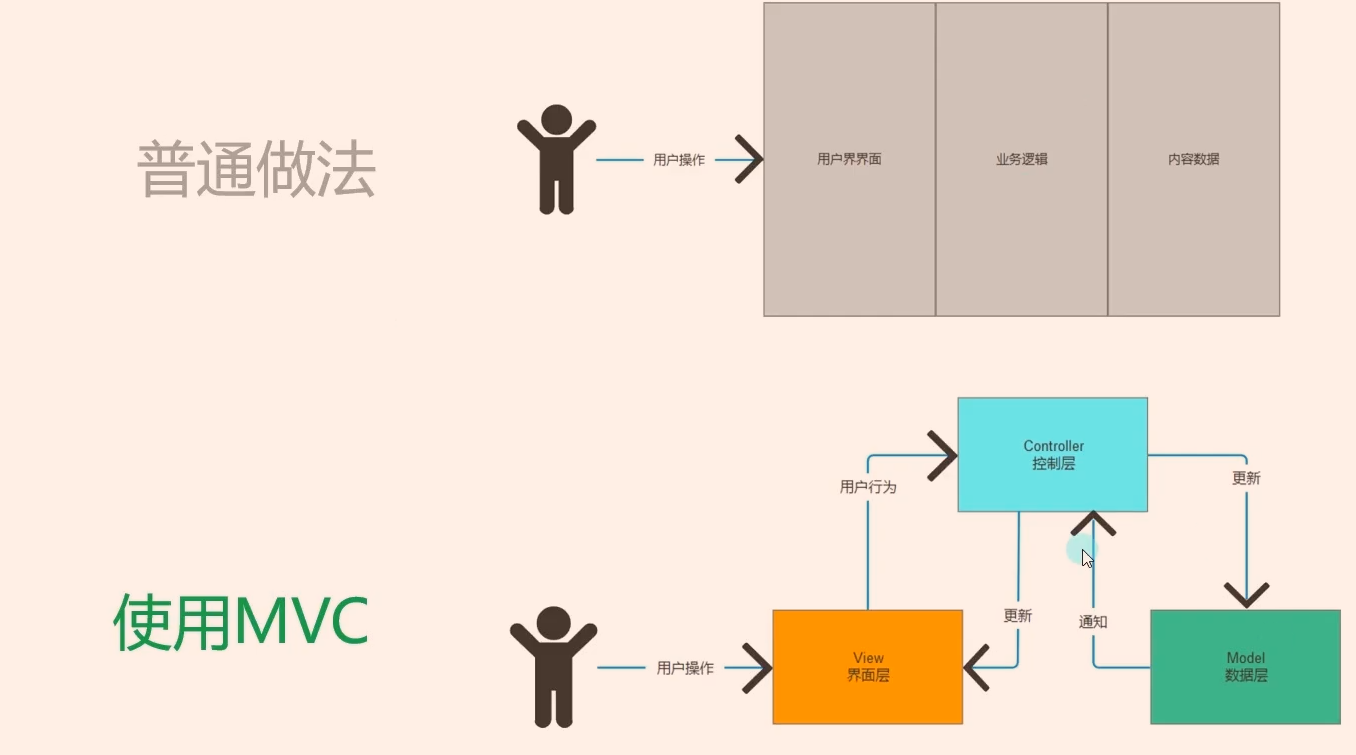 普通做法
用户操作
用户界界面
业务逻辑
内容数据
Controller
控制层
用户行为
更新
更新
通知
使用MVC
用户操作
View
界面层
Model
数据层